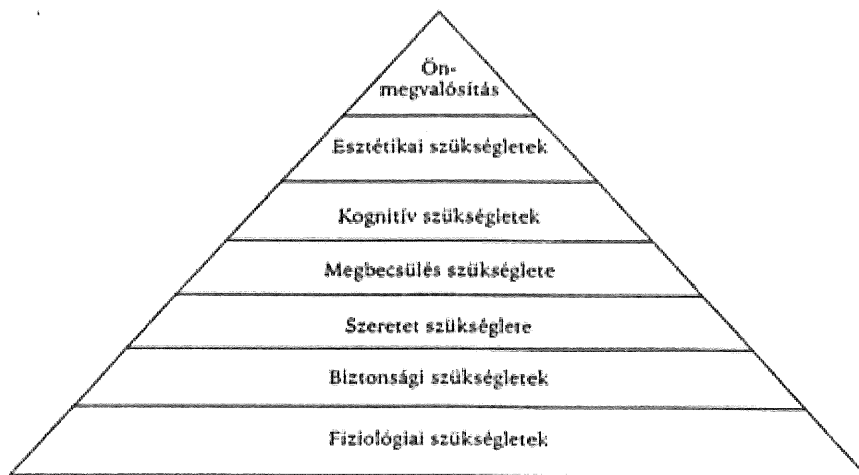 Ön-
megvalósítás
Esztétikai szükségletek
Kognitív szükségletek
Megbecsülés szükséglete
Szeretet szükséglete
Biztonsági szükségletek
Fiziológiai szükségletek